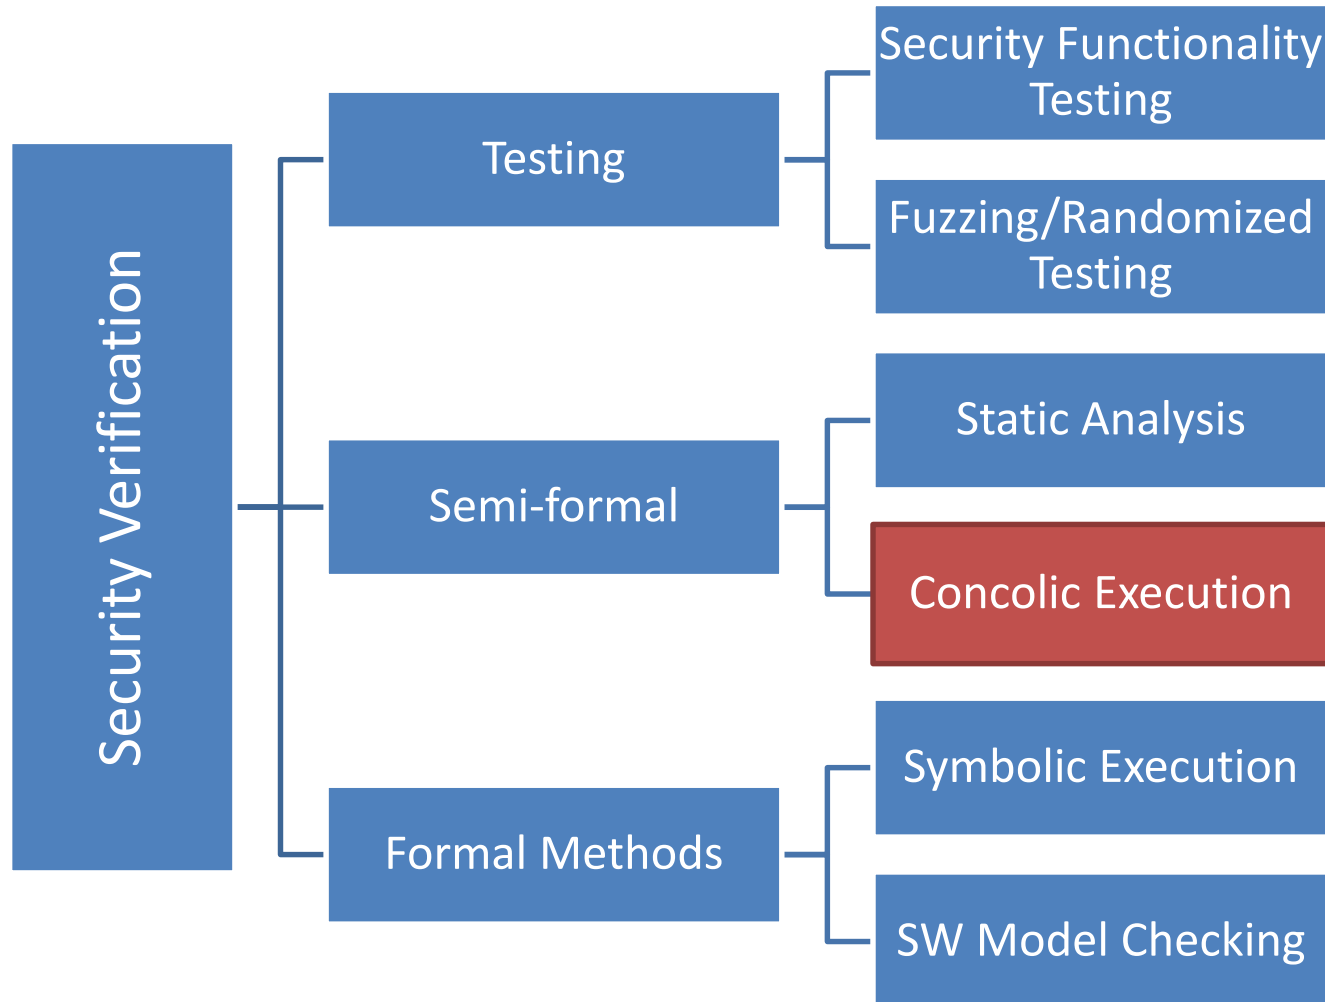 Security Verification
Testing
Security Functionality
Testing
Fuzzing/Randomized
Testing
Semi-formal
Static Analysis
Concolic Execution
Formal Methods
Symbolic Execution
SW Model Checking